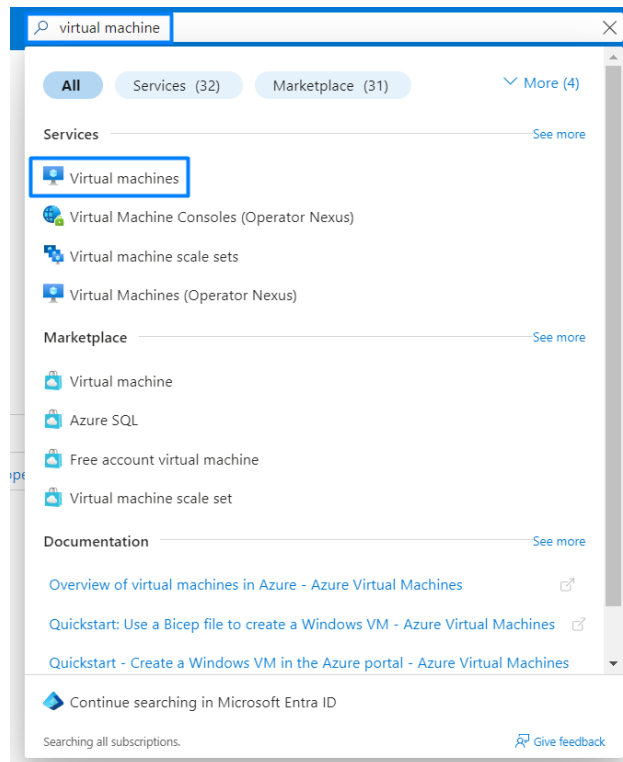 virtual machine
All
Services (32)
Marketplace (31)
More (4)
Services
See more
Virtual machines
Virtual Machine Consoles (Operator Nexus)
Virtual machine scale sets
Virtual Machines (Operator Nexus)
Marketplace
See more
Virtual machine
Azure SQL
Free account virtual machine
Virtual machine scale set
Documentation
See more
Overview of virtual machines in Azure - Azure Virtual Machines
Quickstart: Use a Bicep file to create a Windows VM - Azure Virtual Machines
Quickstart - Create a Windows VM in the Azure portal - Azure Virtual Machines
Continue searching in Microsoft Entra ID
Searching all subscriptions.
Give feedback